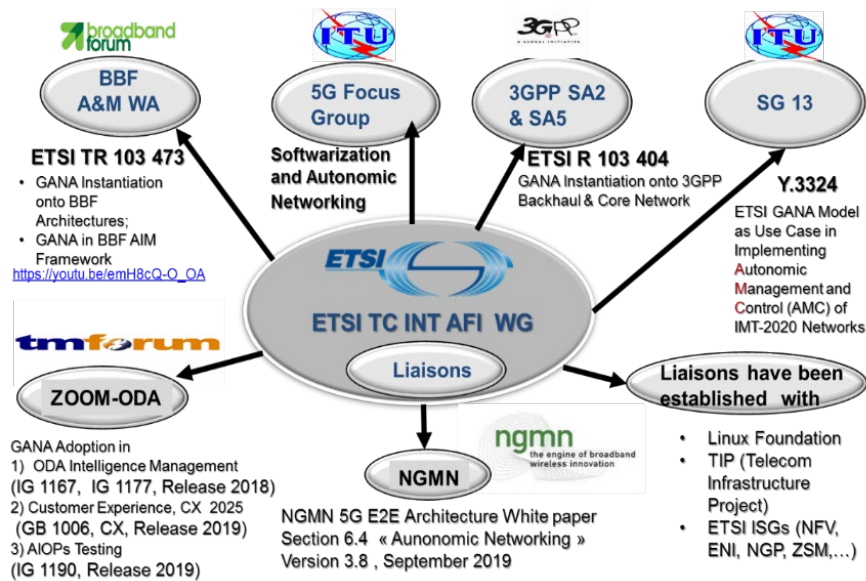 broadband
forum
BBF
A&M WA
ETSI TR 103 473
• GANA Instantiation
onto BBF
Architectures;
• GANA in BBF AIM
Framework
https://youtu.be/emH8cQ-O_OA
ITU
5G Focus
Group
Softwarization
and Autonomic
Networking
3GPP
A GLOBAL INITIATIVE
3GPP SA2
& SA5
ETSI R 103 404
GANA Instantiation onto 3GPP
Backhaul & Core Network
ITU
SG 13
Y.3324
ETSI GANA Model
as Use Case in
Implementing
Autonomic
Management and
Control (AMC) of
IMT-2020 Networks
ETSI
ETSI TC INT AFI WG
Liaisons
tmforum
ZOOM-ODA
GANA Adoption in
1) ODA Intelligence Management
(IG 1167, IG 1177, Release 2018)
2) Customer Experience, CX 2025
(GB 1006, CX, Release 2019)
3) AIOPs Testing
(IG 1190, Release 2019)
ngmn
the engine of broadband
wireless innovation
NGMN
NGMN 5G E2E Architecture White paper
Section 6.4 « Aunonomic Networking »
Version 3.8 , September 2019
Liaisons have been
established with
• Linux Foundation
• TIP (Telecom
Infrastructure
Project)
• ETSI ISGs (NFV,
ENI, NGP, ZSM,…)